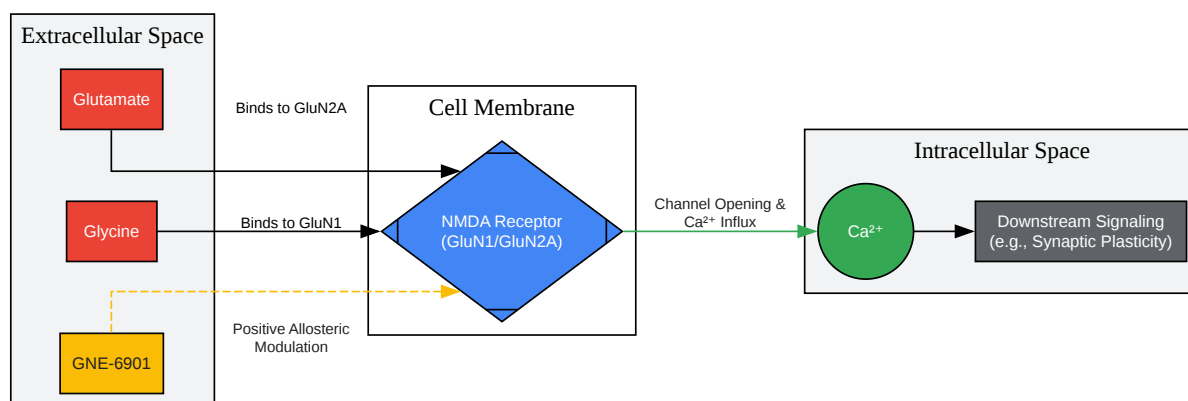 Extracellular Space
Glutamate
Glycine
GNE-6901
Binds to GluN2A
Binds to GluN1
Positive Allosteric
Modulation
Cell Membrane
NMDA Receptor
(GluN1/GluN2A)
Channel Opening &
Ca²⁺ Influx
Intracellular Space
Ca²⁺
Downstream Signaling
(e.g., Synaptic Plasticity)